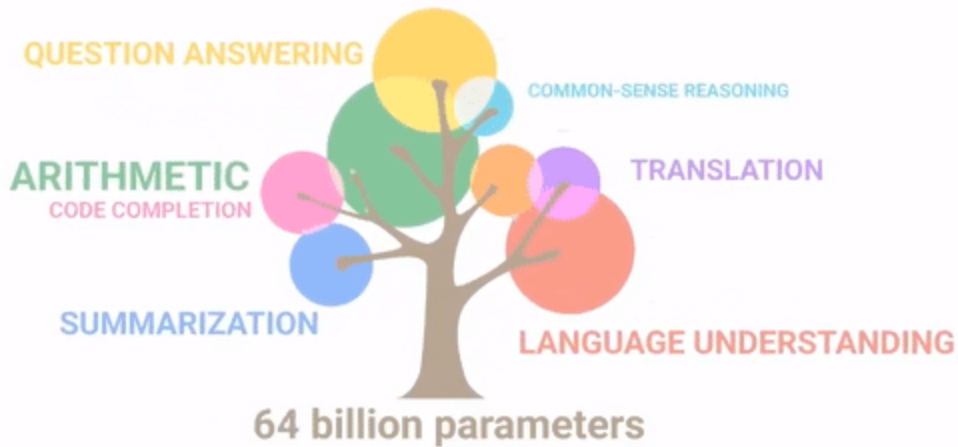 QUESTION ANSWERING
COMMON-SENSE REASONING
ARITHMETIC
TRANSLATION
CODE COMPLETION
SUMMARIZATION
LANGUAGE UNDERSTANDING
64 billion parameters